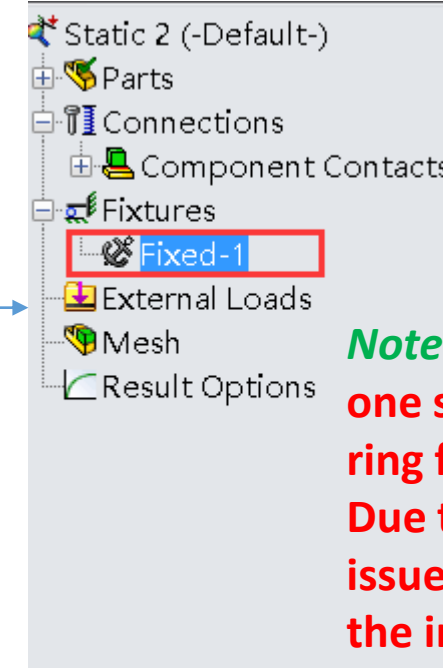 Static 2 (-Default-)
Parts
Connections
Component Contacts
Fixtures
Fixed-1
External Loads
Mesh
Result Options
Note
one
ring
Due
issue
the